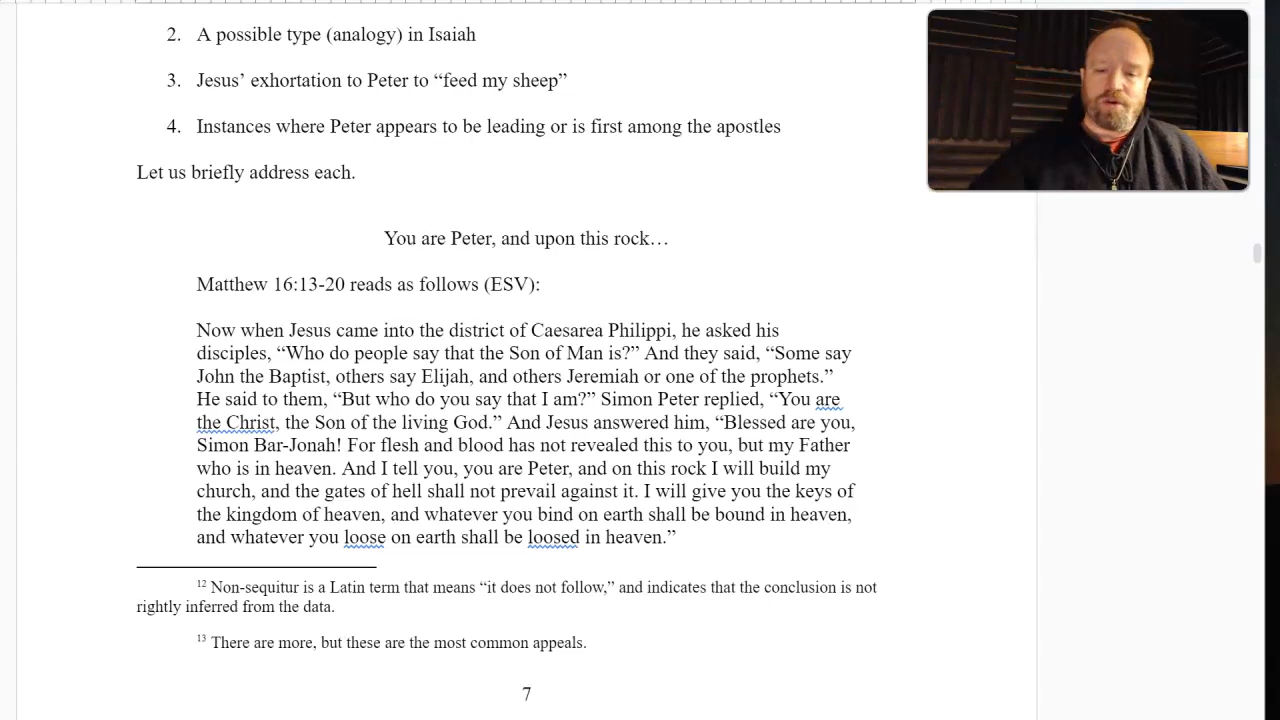 2. A possible type (analogy) in Isaiah
3. Jesus’ exhortation to Peter to “feed my sheep”
4. Instances where Peter appears to be leading or is first among the apostles
Let us briefly address each.
You are Peter, and upon this rock…
Matthew 16:13-20 reads as follows (ESV):
Now when Jesus came into the district of Caesarea Philippi, he asked his
disciples, “Who do people say that the Son of Man is?” And they said, “Some say
John the Baptist, others say Elijah, and others Jeremiah or one of the prophets.”
He said to them, “But who do you say that I am?” Simon Peter replied, “You are
the Christ, the Son of the living God.” And Jesus answered him, “Blessed are you,
Simon Bar-Jonah! For flesh and blood has not revealed this to you, but my Father
who is in heaven. And I tell you, you are Peter, and on this rock I will build my
church, and the gates of hell shall not prevail against it. I will give you the keys of
the kingdom of heaven, and whatever you bind on earth shall be bound in heaven,
and whatever you loose on earth shall be loosed in heaven.”
12 Non-sequitur is a Latin term that means “it does not follow,” and indicates that the conclusion is not
rightly inferred from the data.
13 There are more, but these are the most common appeals.
7